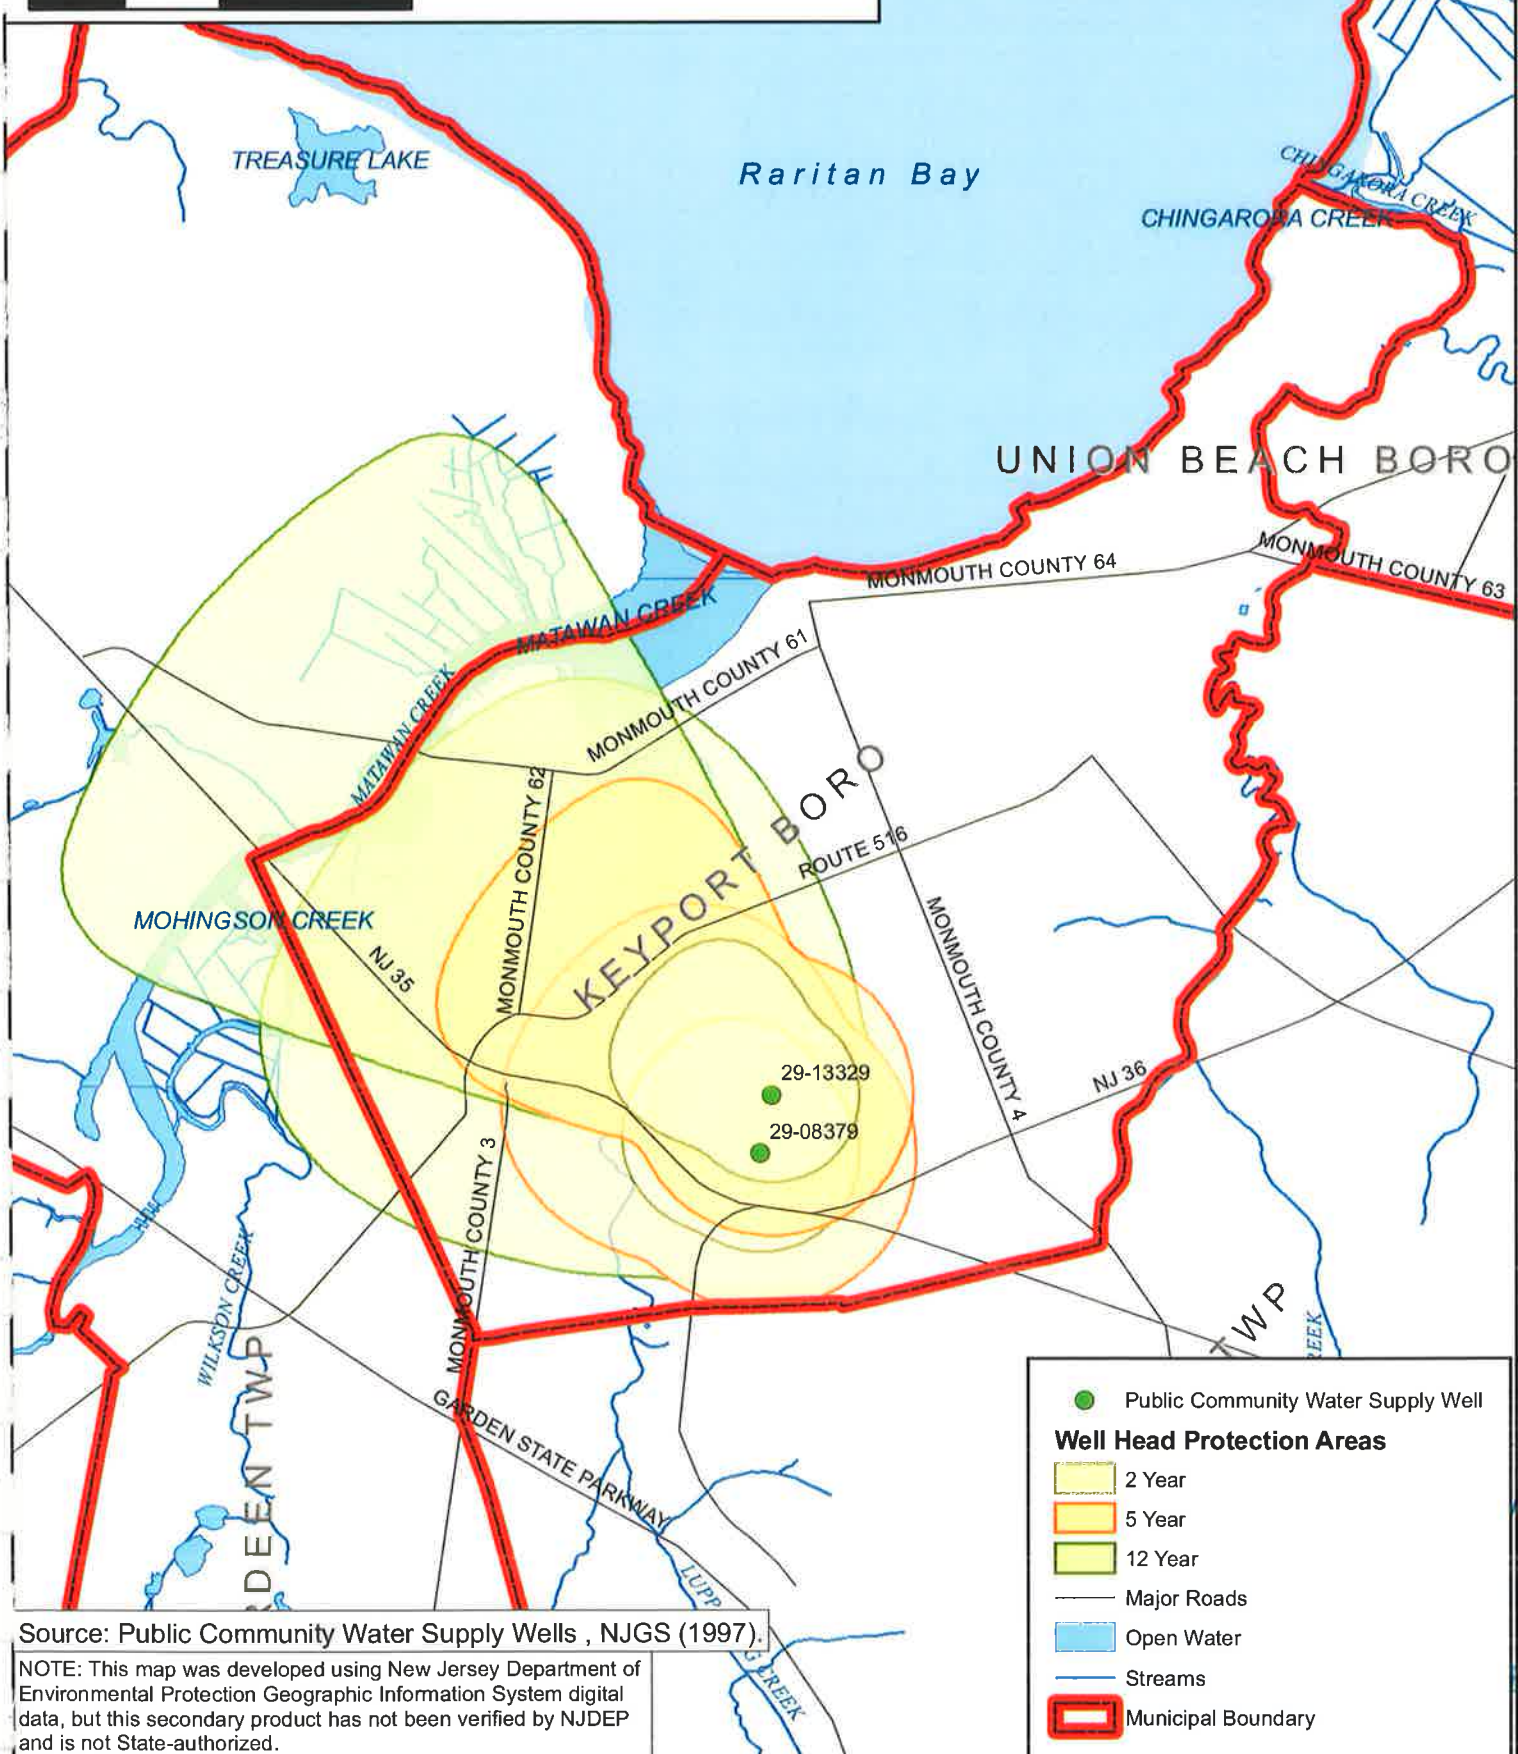 TREASURE LAKE
Raritan Bay
CHINGARORA CREEK
CHINGARORA CREEK
UNION BEACH BORO
MONMOUTH COUNTY 64
MONMOUTH COUNTY 63
MATAWAN CREEK
MONMOUTH COUNTY 61
MATAWAN CREEK
MONMOUTH COUNTY 62
KEYPORT BORO
ROUTE 516
MOHINGSON CREEK
NJ 35
MONMOUTH COUNTY 4
29-13329
NJ 36
29-08379
MONMOUTH COUNTY 3
WILKSON CREEK
TWP
REEK
DEEN TWP
GARDEN STATE PARKWAY
LUPP
G CREEK
Public Community Water Supply Well
Well Head Protection Areas
2 Year
5 Year
12 Year
Major Roads
Open Water
Streams
Municipal Boundary
Source: Public Community Water Supply Wells , NJGS (1997).
NOTE: This map was developed using New Jersey Department of
Environmental Protection Geographic Information System digital
data, but this secondary product has not been verified by NJDEP
and is not State-authorized.